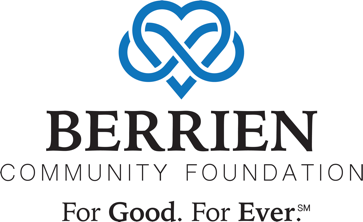 BERRIEN
COMMUNITY FOUNDATION
For Good. For Ever.℠